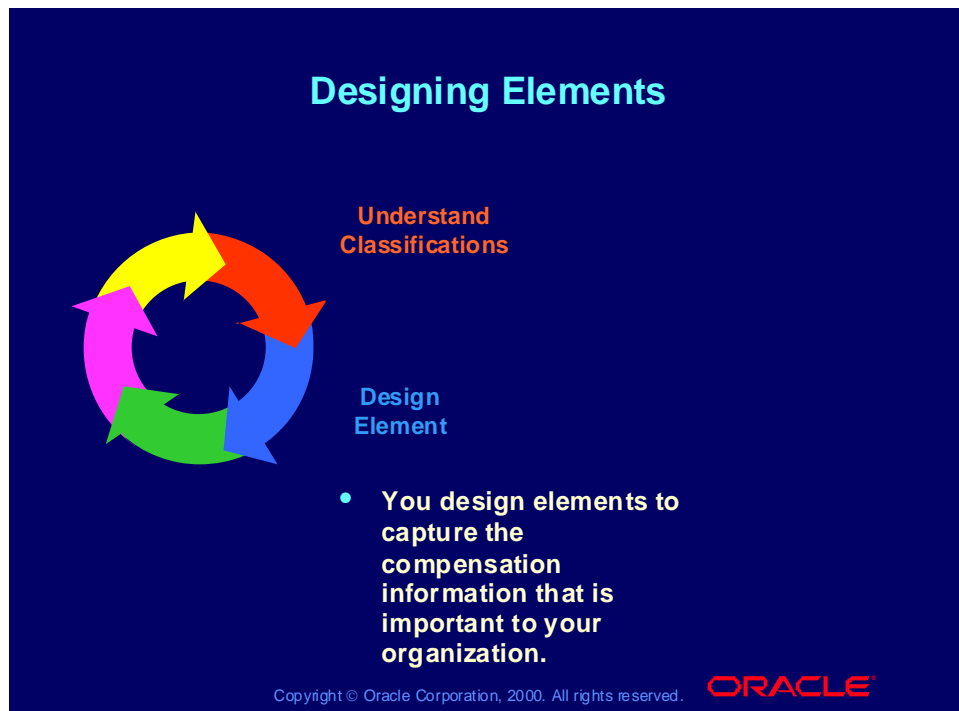 Designing Elements
Understand
Classifications
Design
Element
• You design elements to
capture the
compensation
information that is
important to your
organization.
Copyright © Oracle Corporation, 2000. All rights reserved.
ORACLE®